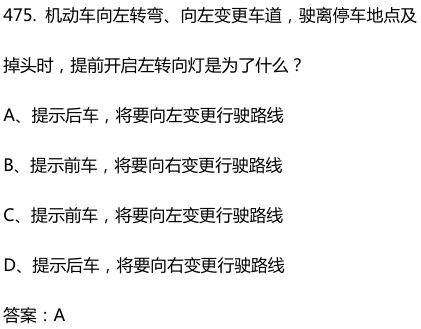 475. 机动车向左转弯、向左变更车道，驶离停车地点及
掉头时，提前开启左转向灯是为了什么？
A、提示后车，将要向左变更行驶路线
B、提示前车，将要向右变更行驶路线
C、提示前车，将要向左变更行驶路线
D、提示后车，将要向右变更行驶路线
答案：A